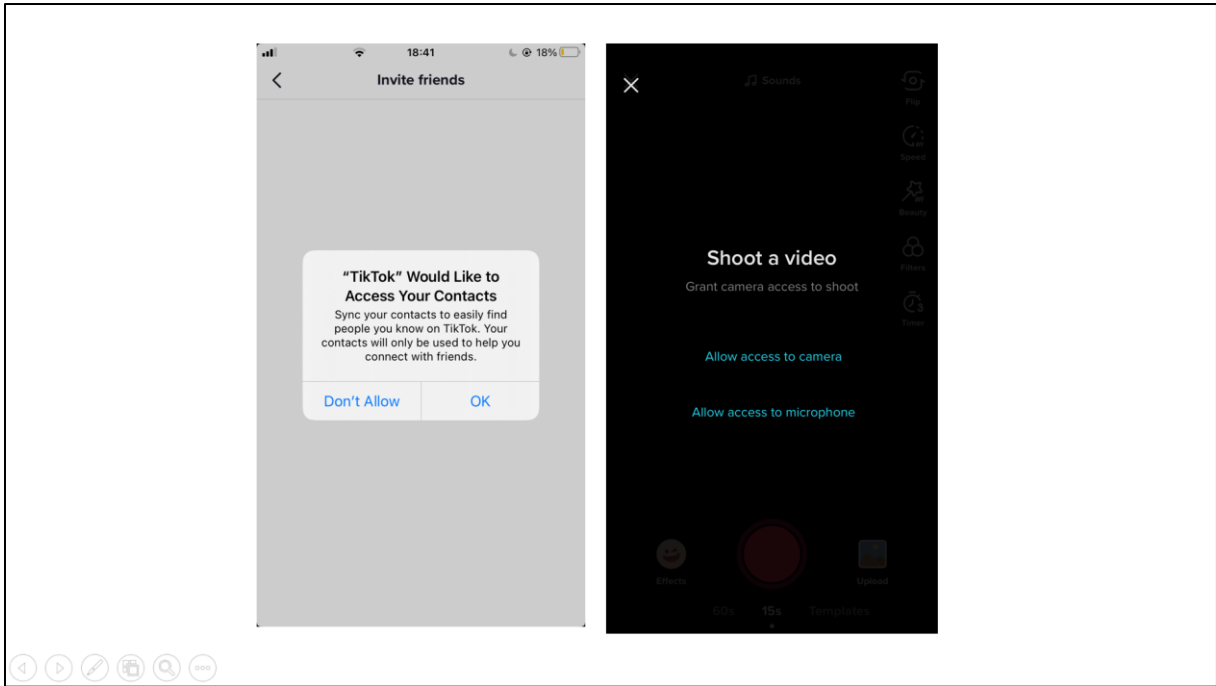 18:41
18%
Invite friends
“TikTok” Would Like to
Access Your Contacts
Sync your contacts to easily find
people you know on TikTok. Your
contacts will only be used to help you
connect with friends.
Don't Allow
OK
Sounds
Flip
Speed
Beauty
Filters
3
Timer
Shoot a video
Grant camera access to shoot
Allow access to camera
Allow access to microphone
Effects
Upload
60s
15s
Templates